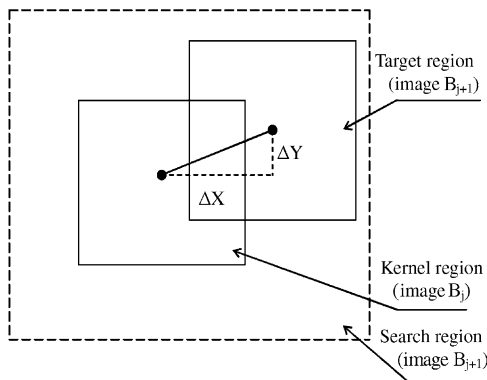 Target region
(image Bj+1)
ΔY
ΔX
Kernel region
(image Bj)
Search region
(image Bj+1)